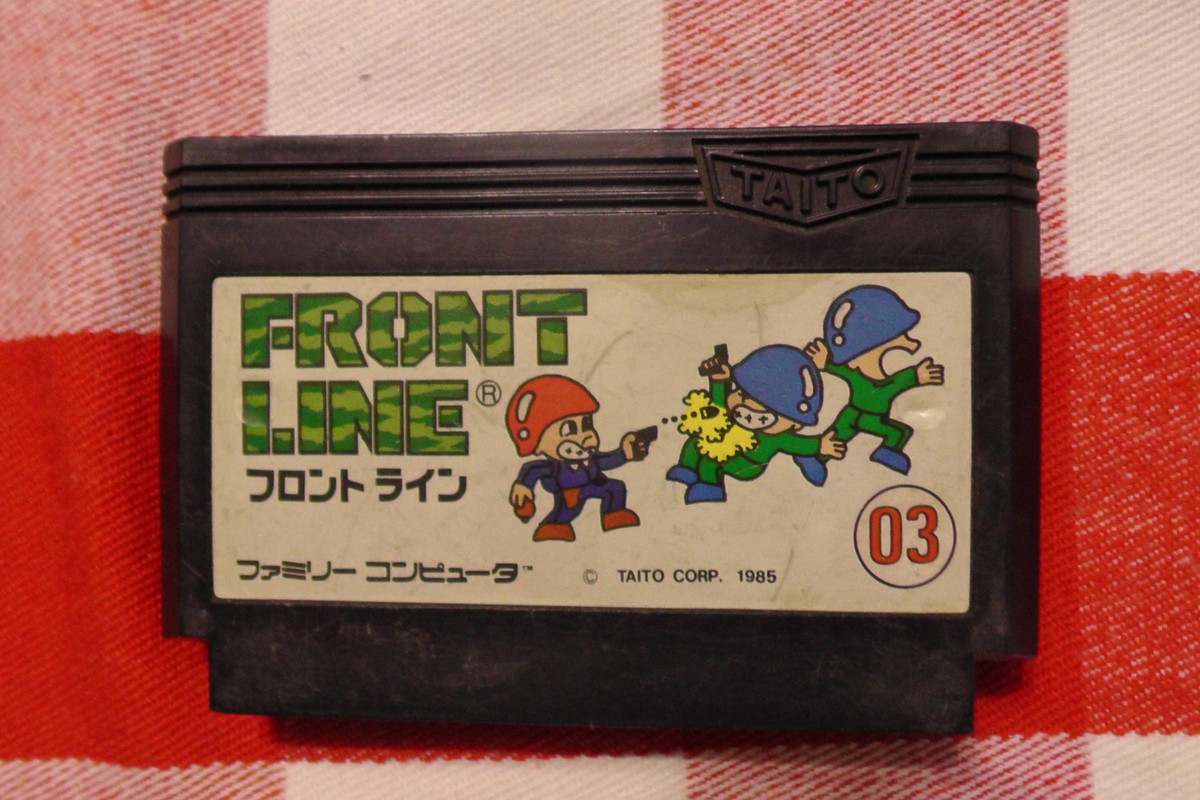 TAITO
FRONT
LINE®
フロント ライン
03
ファミリー コンピュータ™
© TAITO CORP. 1985